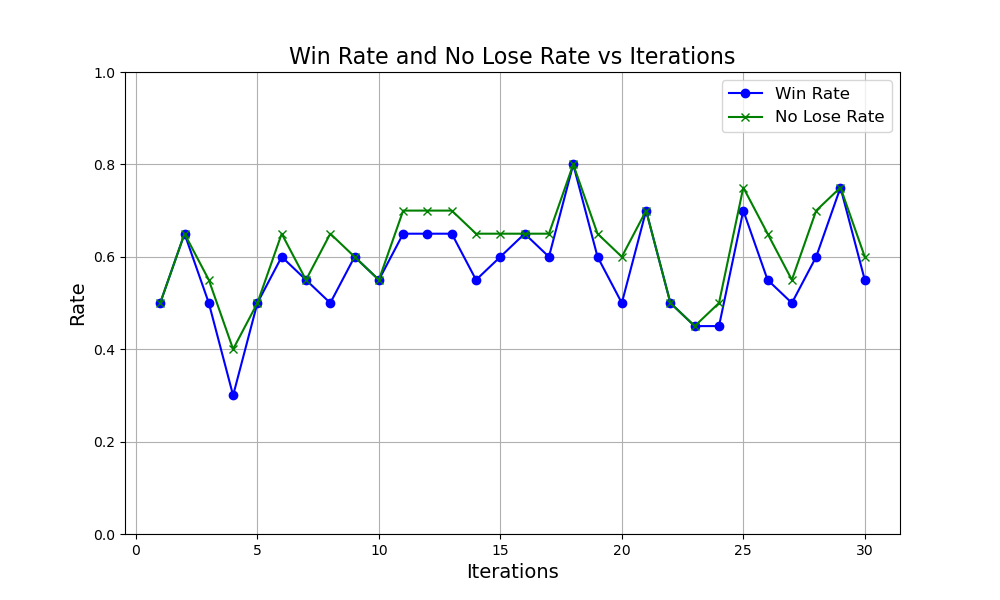 Win Rate and No Lose Rate vs Iterations
1.0
Win Rate
No Lose Rate
0.8
0.6
Rate
0.4
0.2
0.0
0 5 10 15 20 25 30
Iterations